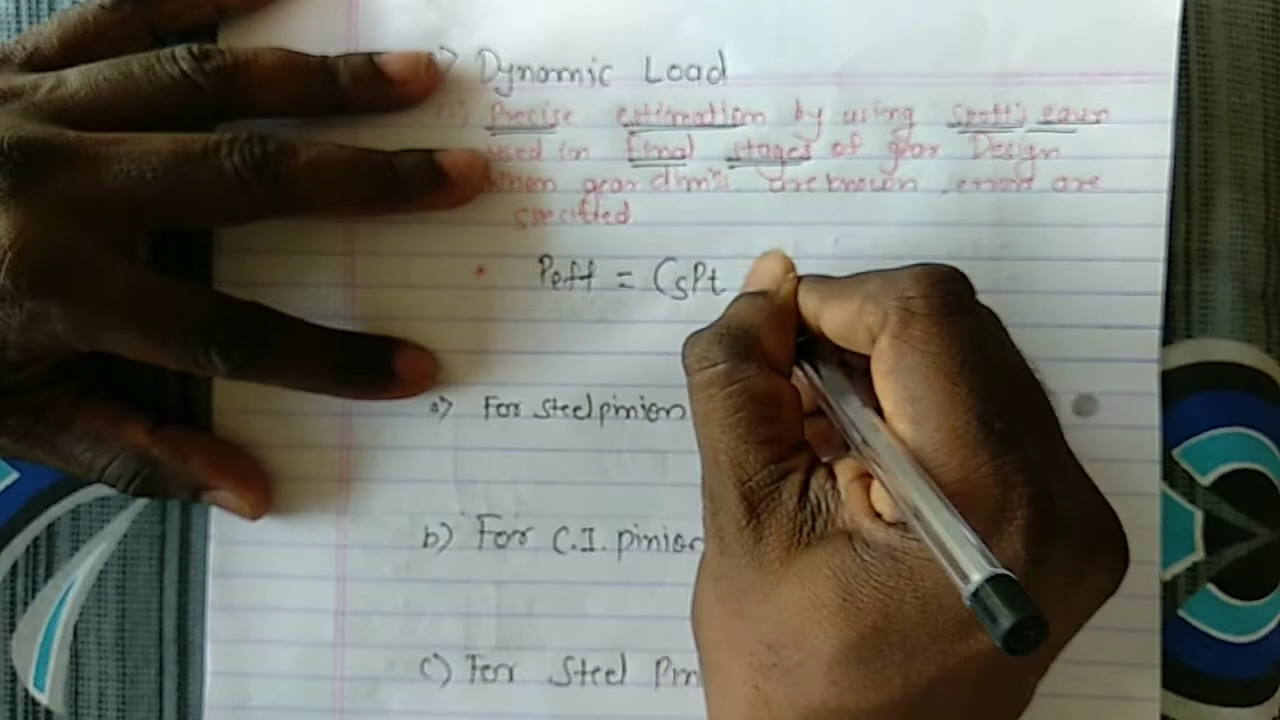 Dynamic Load
Precise estimation by using Spott's equn
used in Final stages of gear Design
when gear dim's are known, errors are
specified
Peff = CsPt
a) For Steel pinion
b) For C.I. pinion
c) For Steel Pin